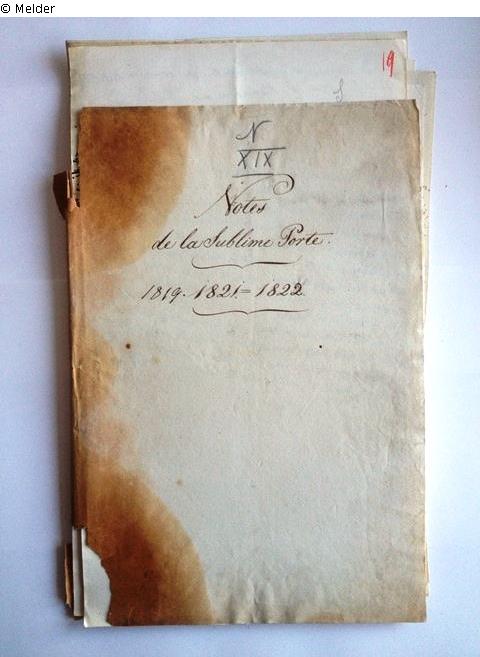 © Melder
19
N
XIX
Notes
de la Sublime Porte.
1819. 1821 = 1822.